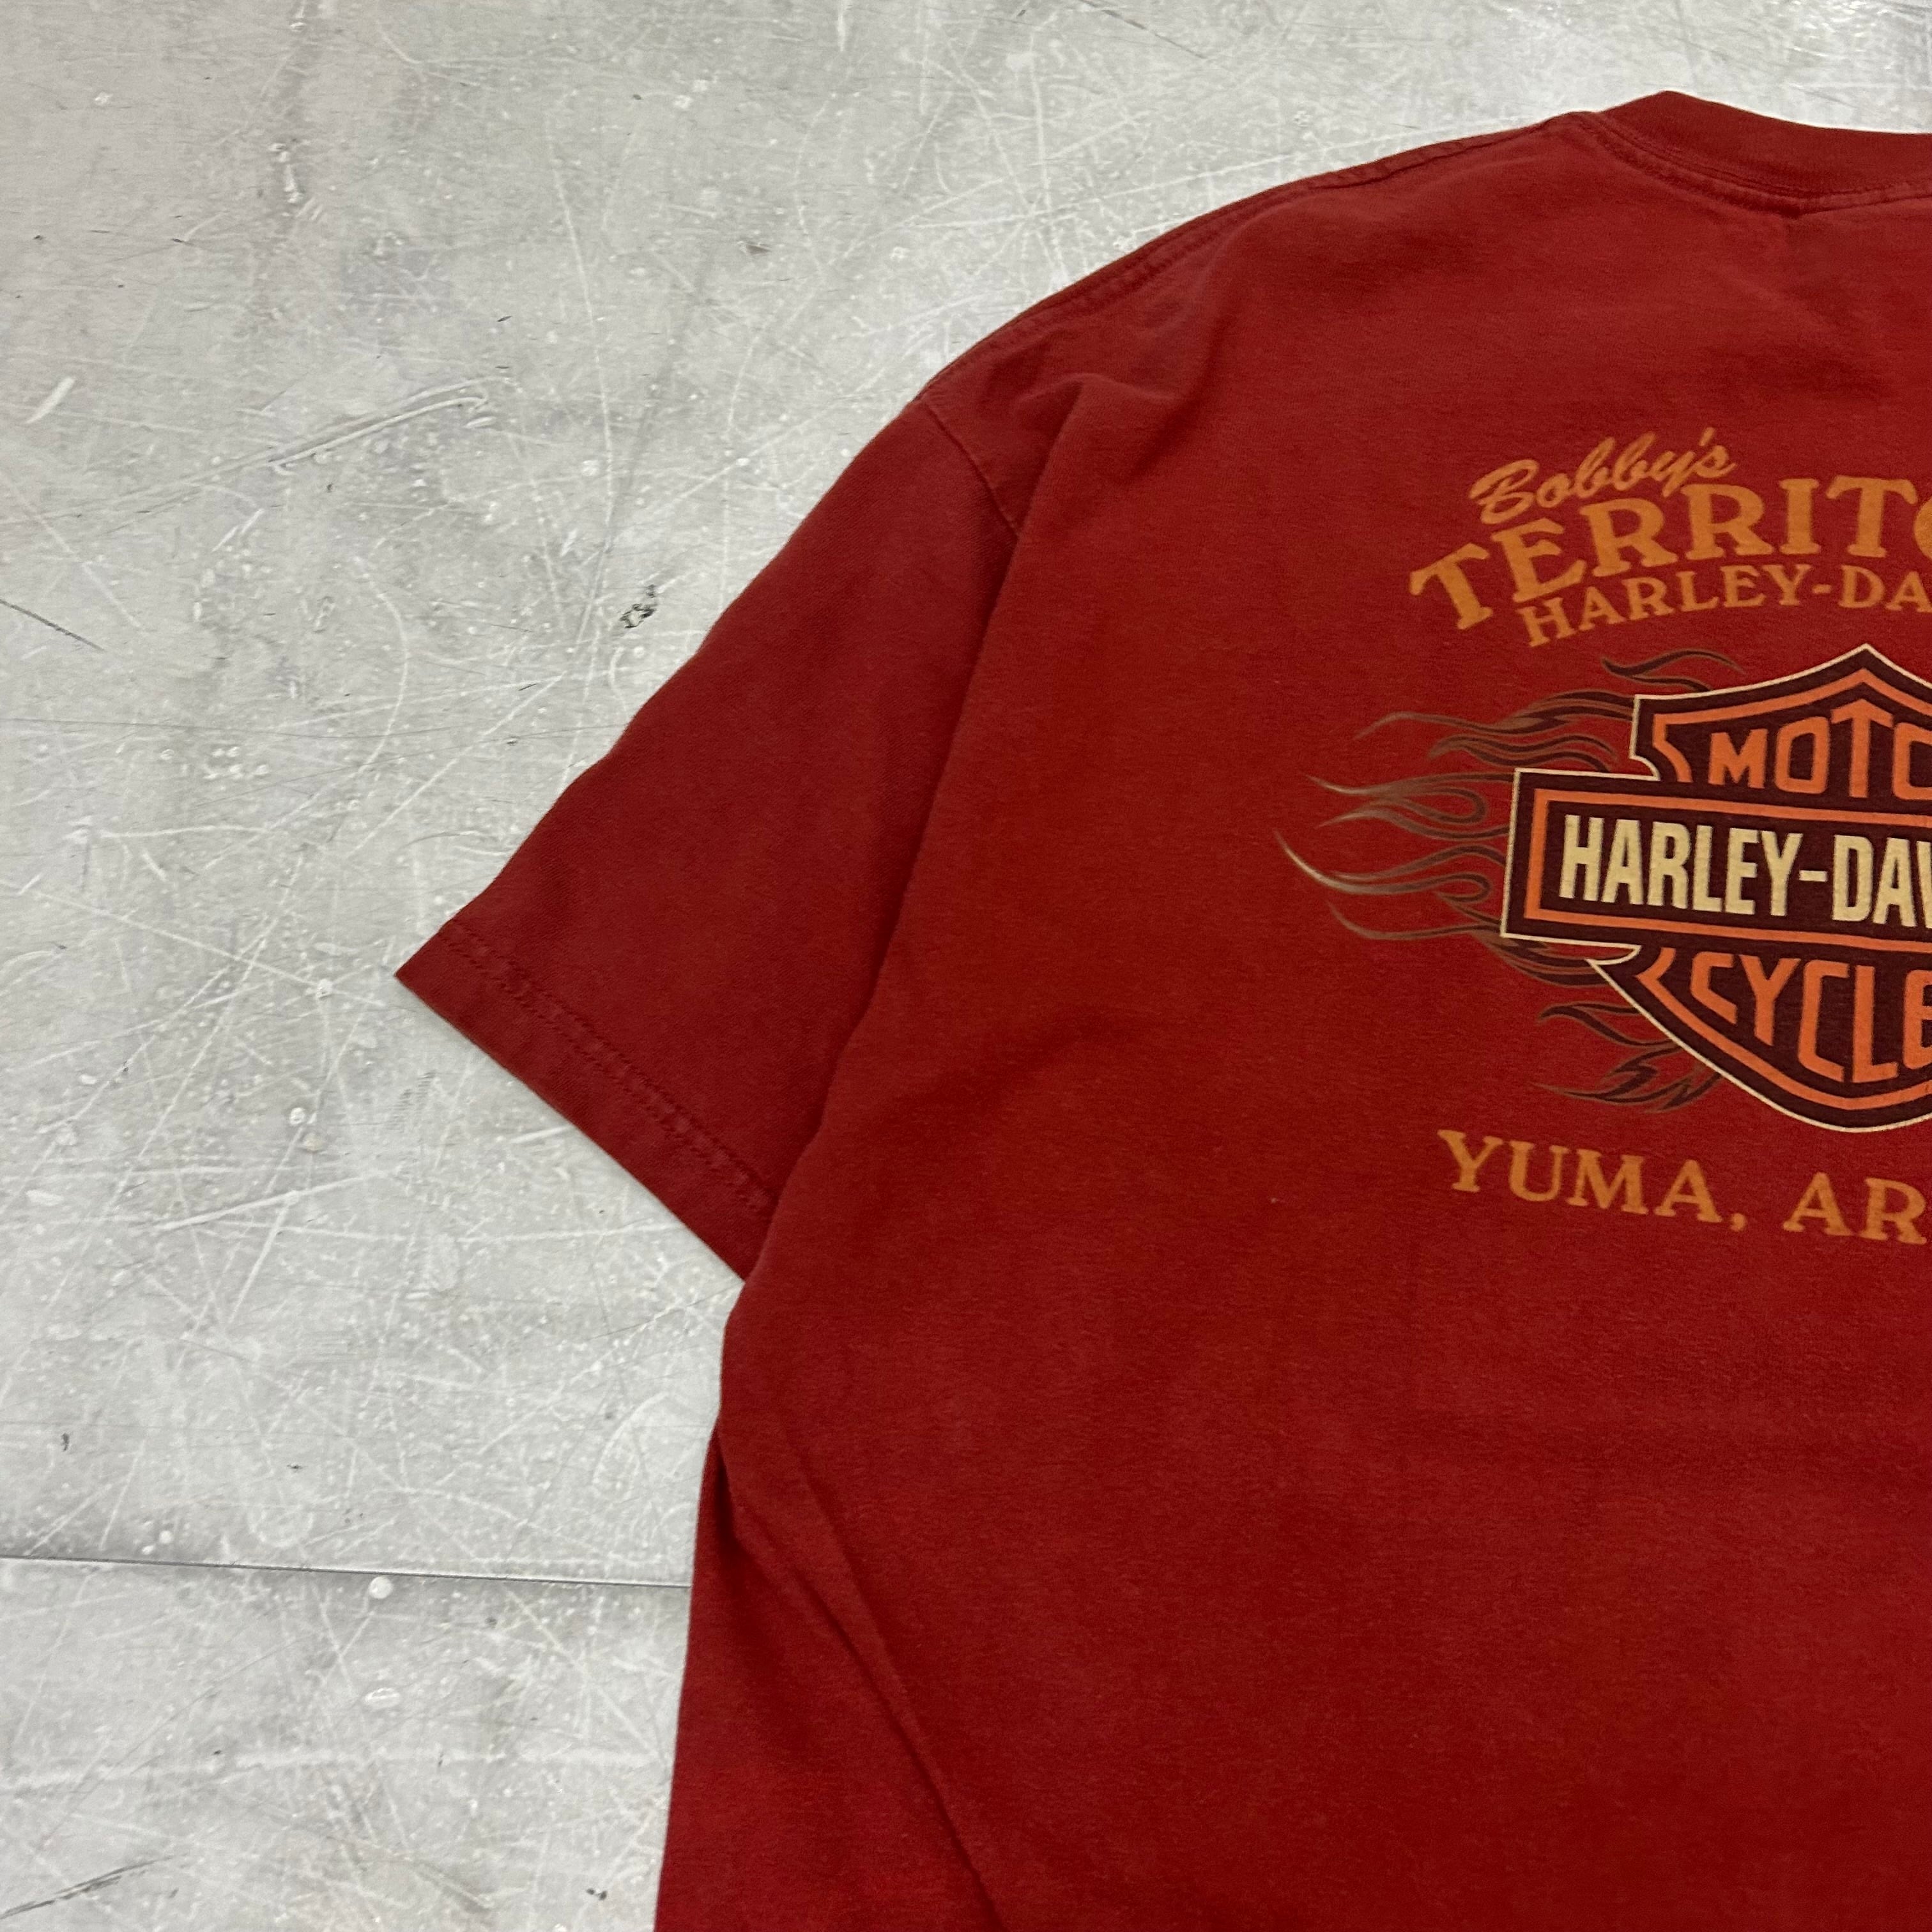 Bobby's
TERRITO
HARLEY-DA
MOTO
HARLEY-DAV
CYCLE
YUMA, AR